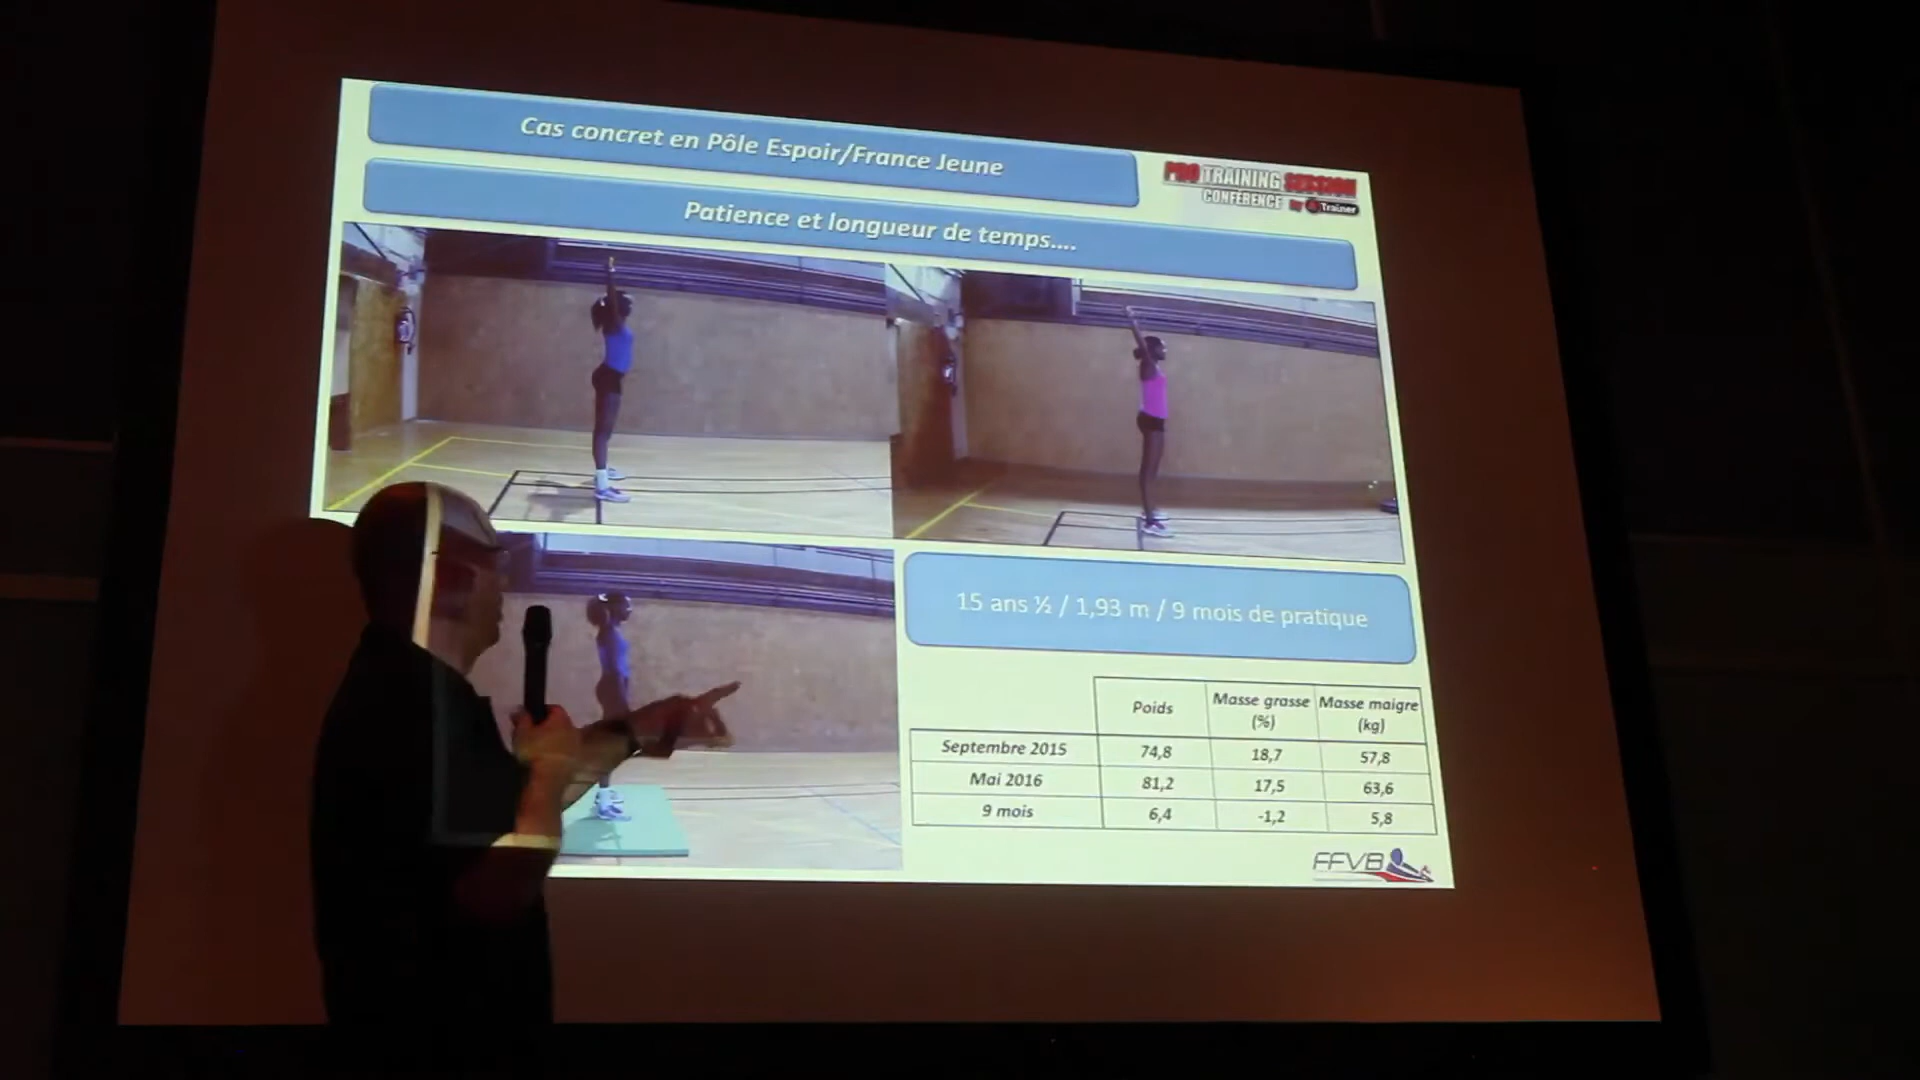 Cas concret en Pôle Espoir/France Jeune
PRO TRAINING SESSION
CONFÉRENCE by Trainer
Patience et longueur de temps....
15 ans ½ / 1,93 m / 9 mois de pratique
Poids Masse grasse (%) Masse maigre (kg)
Septembre 2015 74,8 18,7 57,8
Mai 2016 81,2 17,5 63,6
9 mois 6,4 -1,2 5,8
FFVB